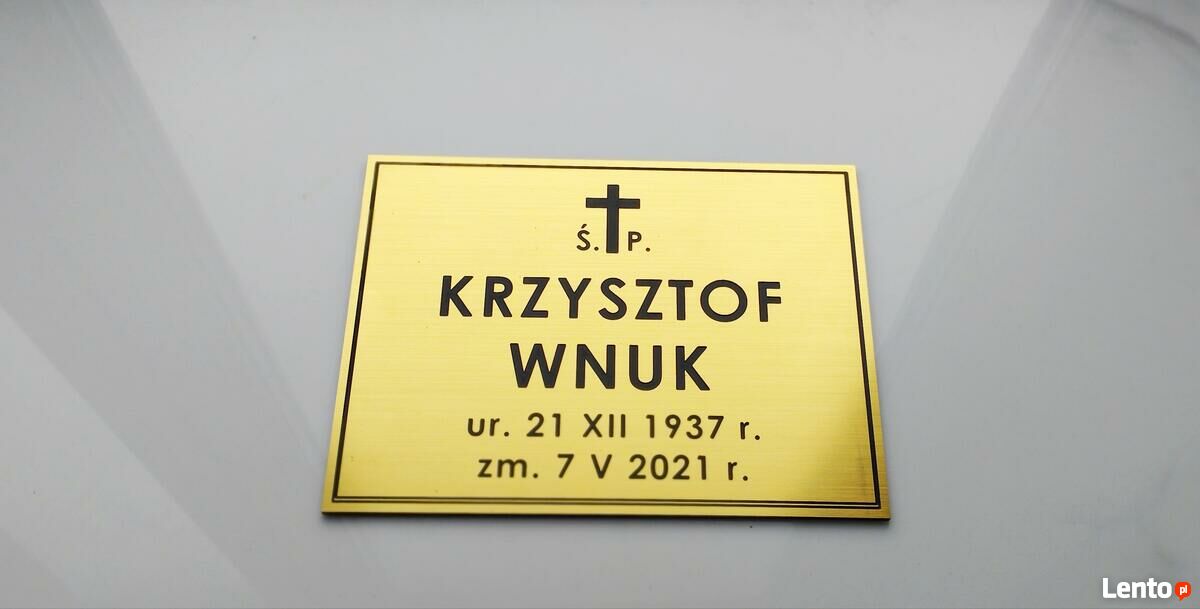 Ś. P.
KRZYSZTOF
WNUK
ur. 21 XII 1937 r.
zm. 7 V 2021 r.
Lento.pl